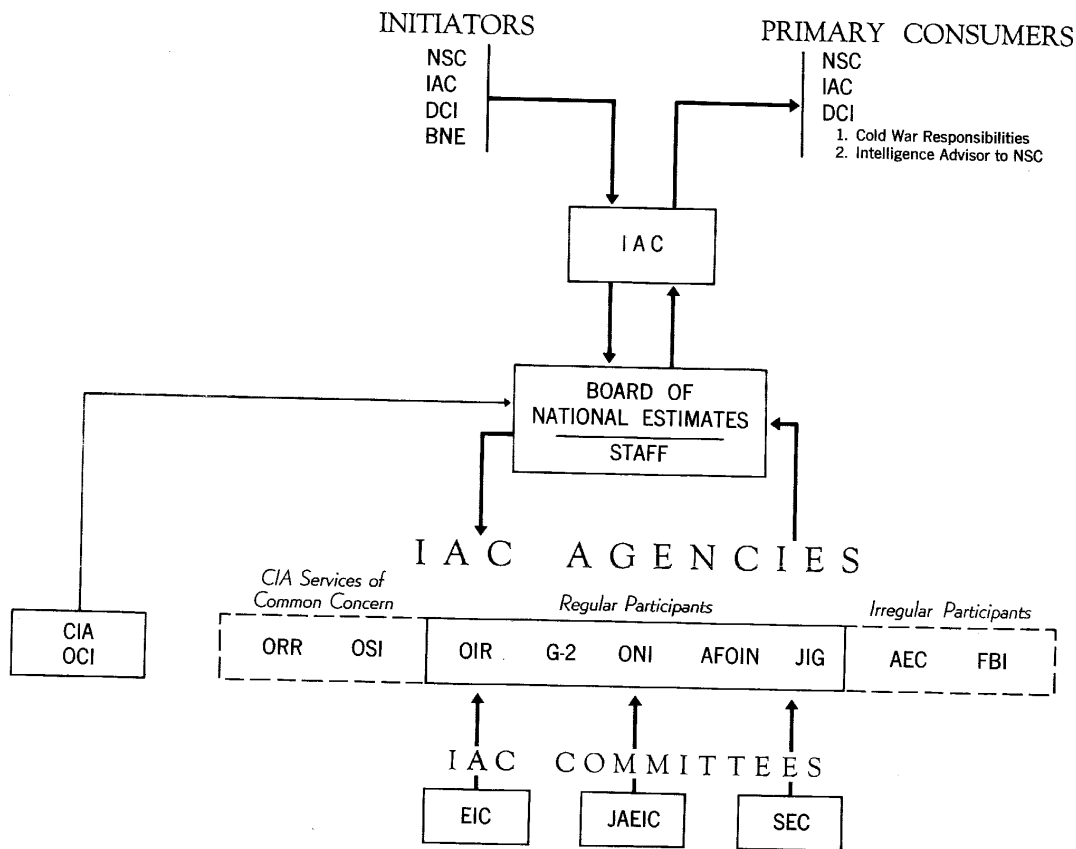 INITIATORS
NSC
IAC
DCI
BNE
PRIMARY CONSUMERS
NSC
IAC
DCI
1. Cold War Responsibilities
2. Intelligence Advisor to NSC
IAC
BOARD OF
NATIONAL ESTIMATES
STAFF
IAC AGENCIES
CIA Services of
Common Concern
Regular Participants
Irregular Participants
CIA
OCI
ORR OSI OIR G-2 ONI AFOIN JIG AEC FBI
IAC COMMITTEES
EIC JAEIC SEC